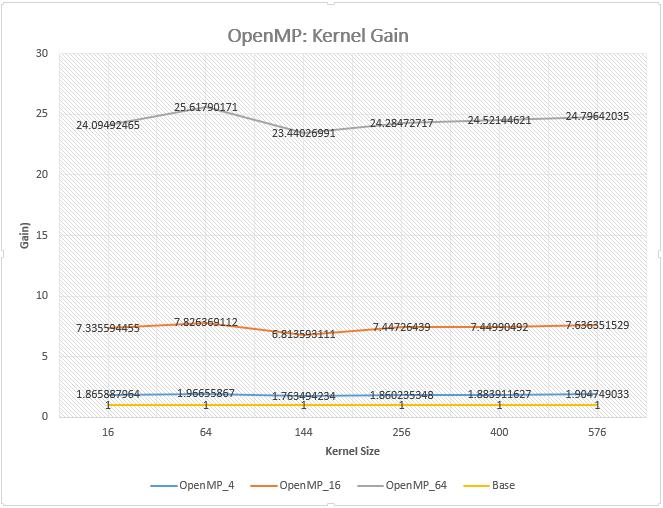 OpenMP: Kernel Gain
30
25
20
15
10
5
0
Gain)
24.09492465 25.61790171 23.44026991 24.28472717 24.52144621 24.79642035
7.335594455 7.826369112 6.813593111 7.44726439 7.44990492 7.636351529
1.865887964 1.96655867 1.763494234 1.860235348 1.883911627 1.904749033
1 1 1 1 1 1
16 64 144 256 400 576
Kernel Size
OpenMP_4 OpenMP_16 OpenMP_64 Base